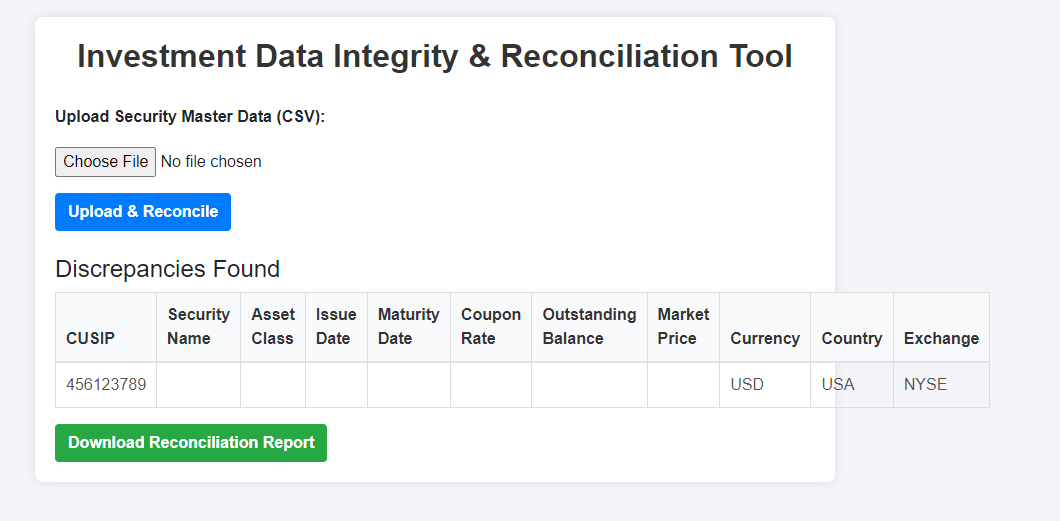 Investment Data Integrity & Reconciliation Tool
Upload Security Master Data (CSV):
Choose File No file chosen
Upload & Reconcile
Discrepancies Found
CUSIP Security Name Asset Class Issue Date Maturity Date Coupon Rate Outstanding Balance Market Price Currency Country Exchange
456123789 USD USA NYSE
Download Reconciliation Report